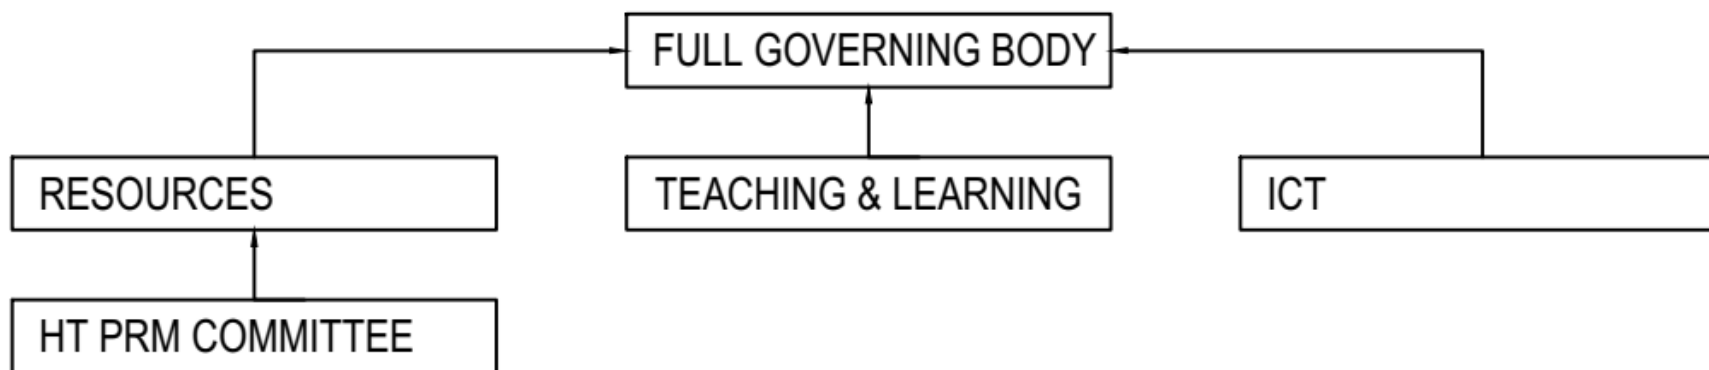 FULL GOVERNING BODY
RESOURCES
TEACHING & LEARNING
ICT
HT PRM COMMITTEE